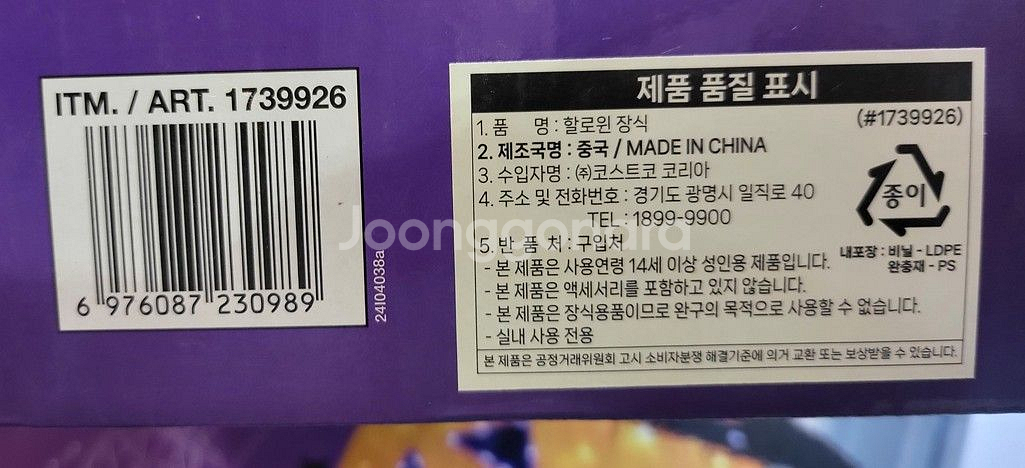 ITM. / ART. 1739926
6 976087 230989
24I04038a
제품 품질 표시
1. 품 명 : 할로윈 장식 (#1739926)
2. 제조국명 : 중국 / MADE IN CHINA
3. 수입자명 : ㈜코스트코 코리아
4. 주소 및 전화번호 : 경기도 광명시 일직로 40
TEL : 1899-9900
5. 반 품 처 : 구입처
- 본 제품은 사용연령 14세 이상 성인용 제품입니다.
- 본 제품은 액세서리를 포함하고 있지 않습니다.
- 본 제품은 장식용품이므로 완구의 목적으로 사용할 수 없습니다.
- 실내 사용 전용
본 제품은 공정거래위원회 고시 소비자분쟁 해결기준에 의거 교환 또는 보상받을 수 있습니다.
종이
내포장 : 비닐 - LDPE
완충재 - PS
Joonggonara